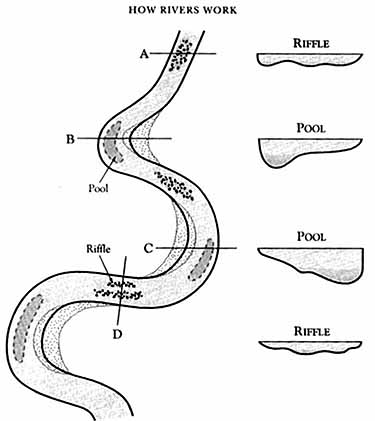 HOW RIVERS WORK
A
RIFFLE
B
POOL
Pool
Riffle
C
POOL
D
RIFFLE